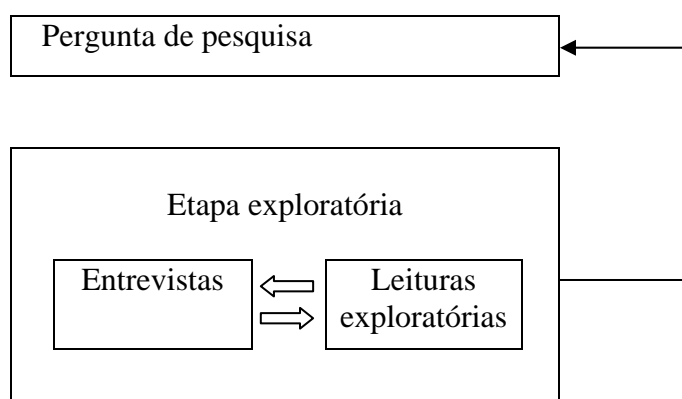 Pergunta de pesquisa
Etapa exploratória
Entrevistas
Leituras
exploratórias